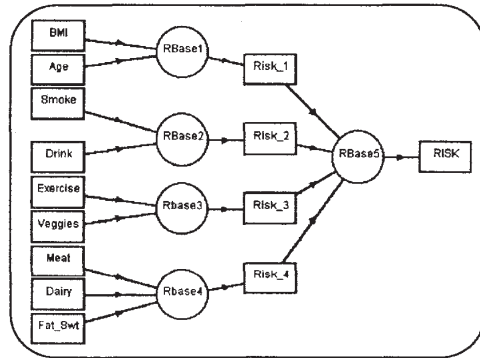 BMI
Age
Smoke
Drink
Exercise
Veggies
Meat
Dairy
Fat_Swt
RBase1
RBase2
Rbase3
Rbase4
Risk_1
Risk_2
Risk_3
Risk_4
RBase5
RISK